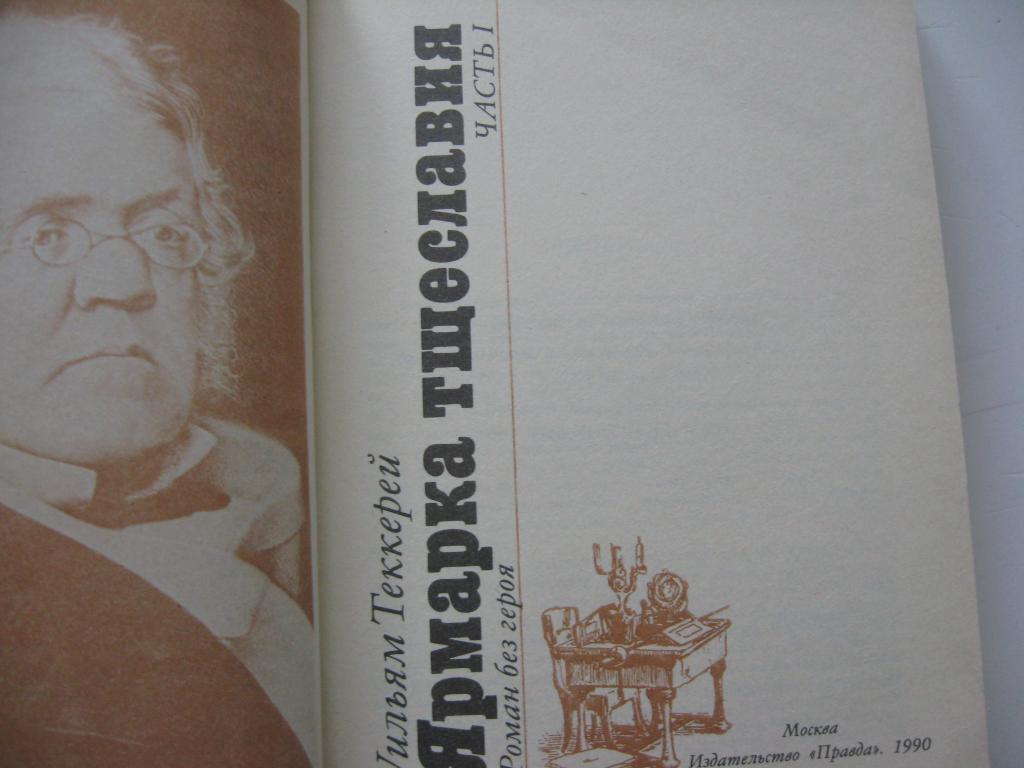 Уильям Теккерей
Ярмарка тщеславия
Роман без героя
ЧАСТЬ I
Москва
Издательство «Правда». 1990